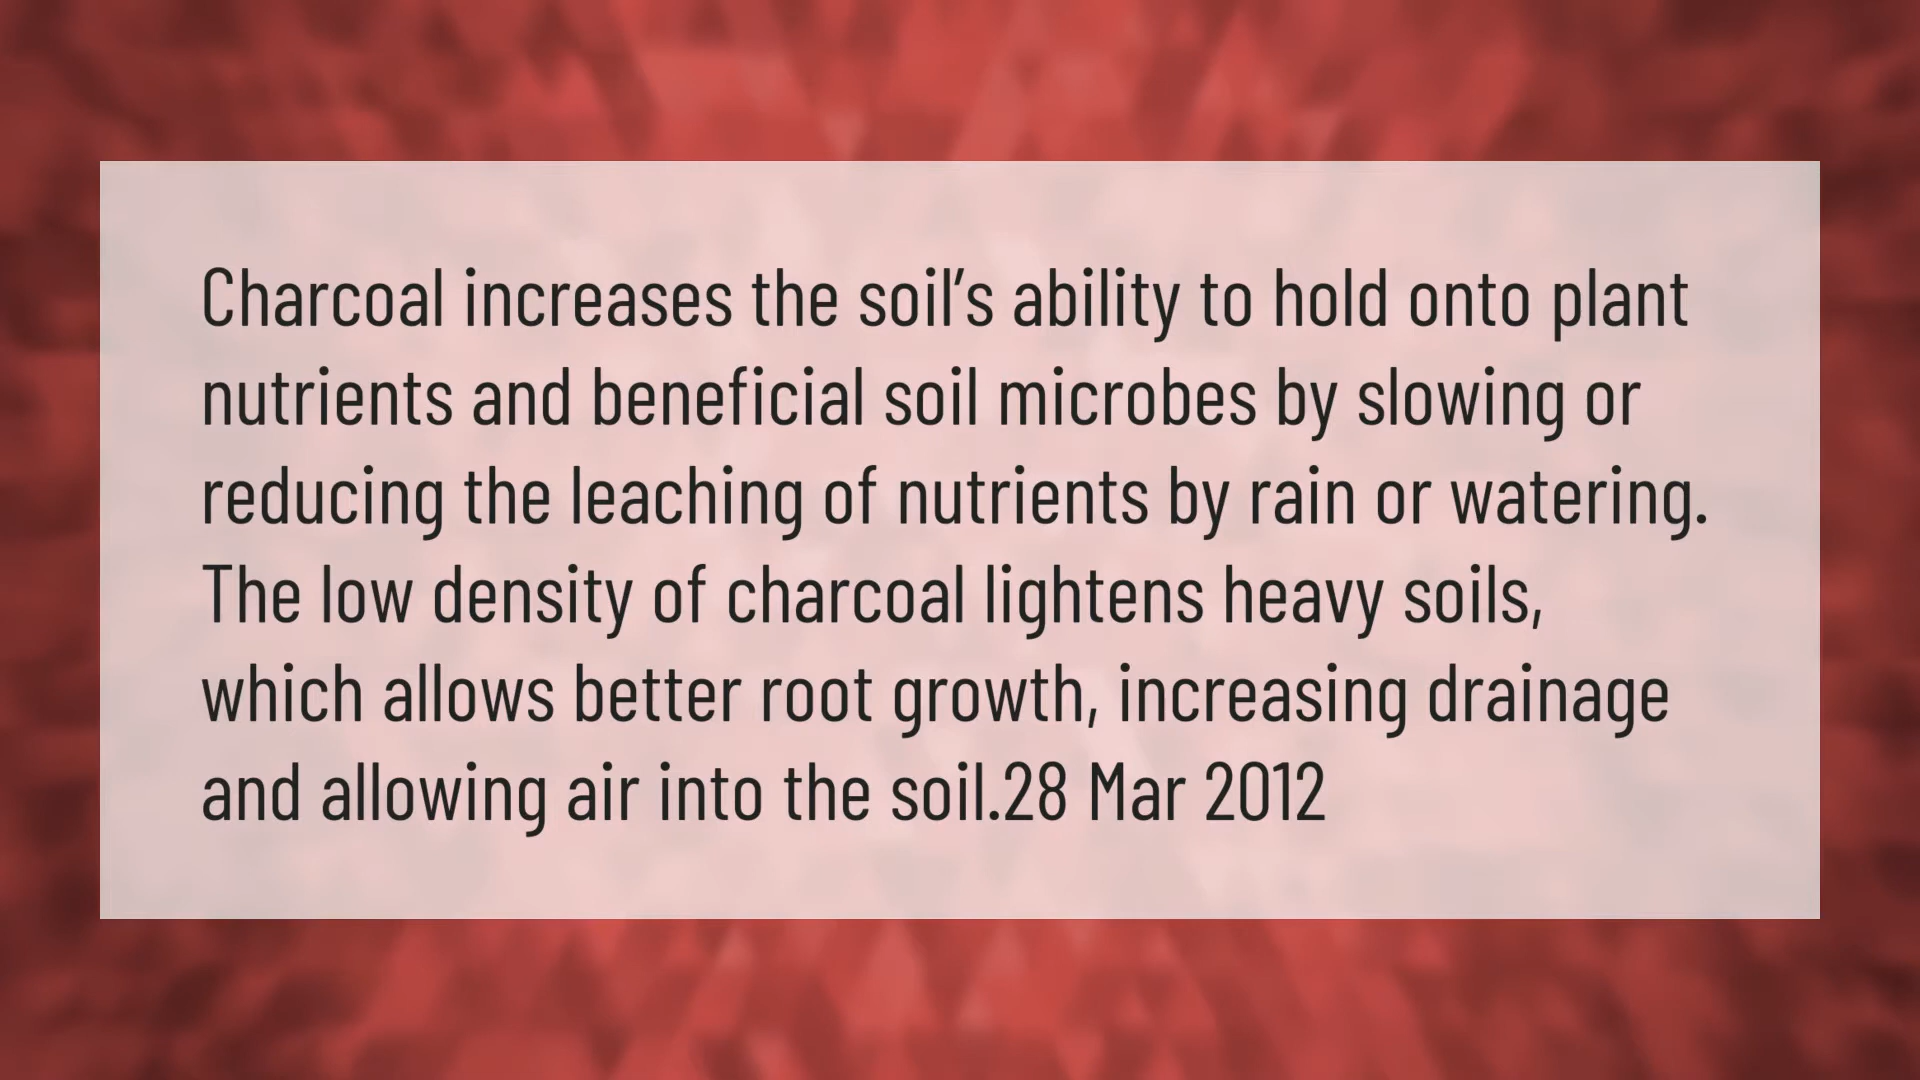 Charcoal increases the soil’s ability to hold onto plant
nutrients and beneficial soil microbes by slowing or
reducing the leaching of nutrients by rain or watering.
The low density of charcoal lightens heavy soils,
which allows better root growth, increasing drainage
and allowing air into the soil.28 Mar 2012